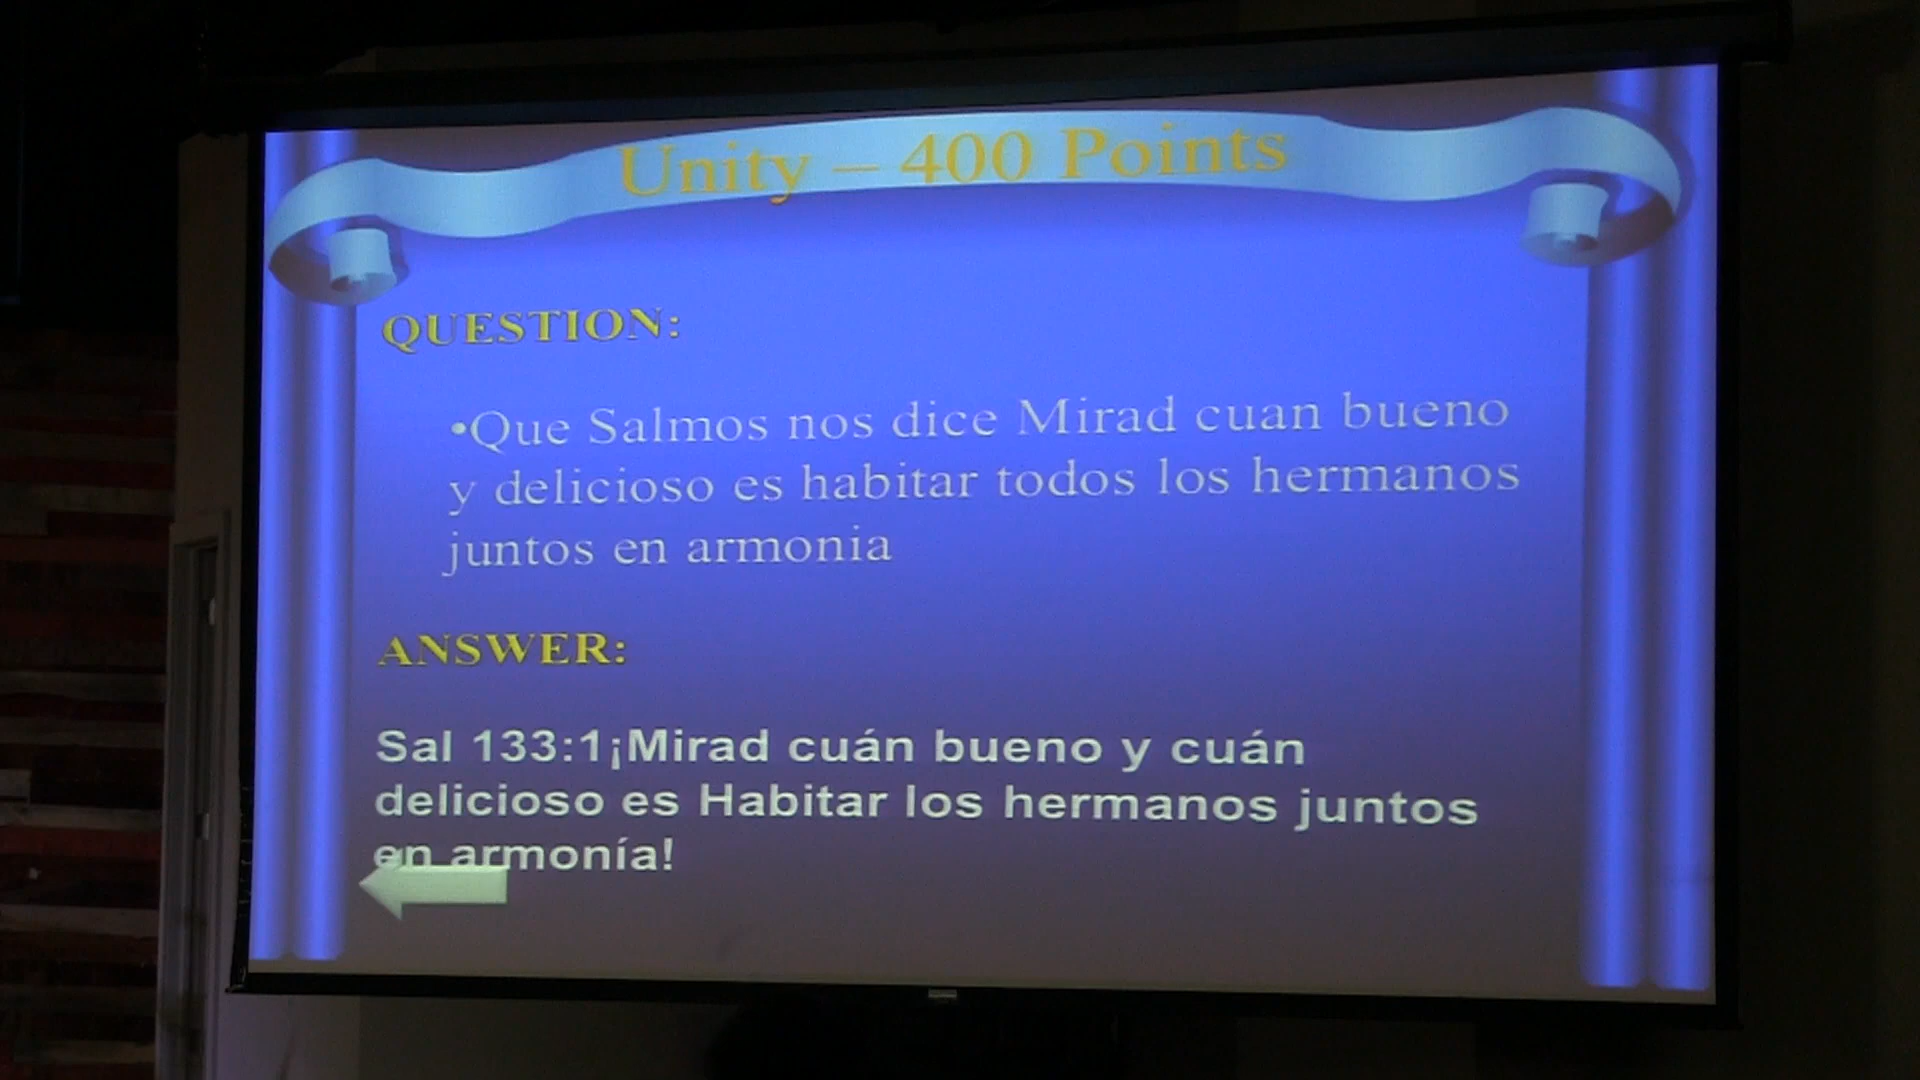 Unity – 400 Points
QUESTION:
•Que Salmos nos dice Mirad cuan bueno
y delicioso es habitar todos los hermanos
juntos en armonia
ANSWER:
Sal 133:1¡Mirad cuán bueno y cuán
delicioso es Habitar los hermanos juntos
en armonía!